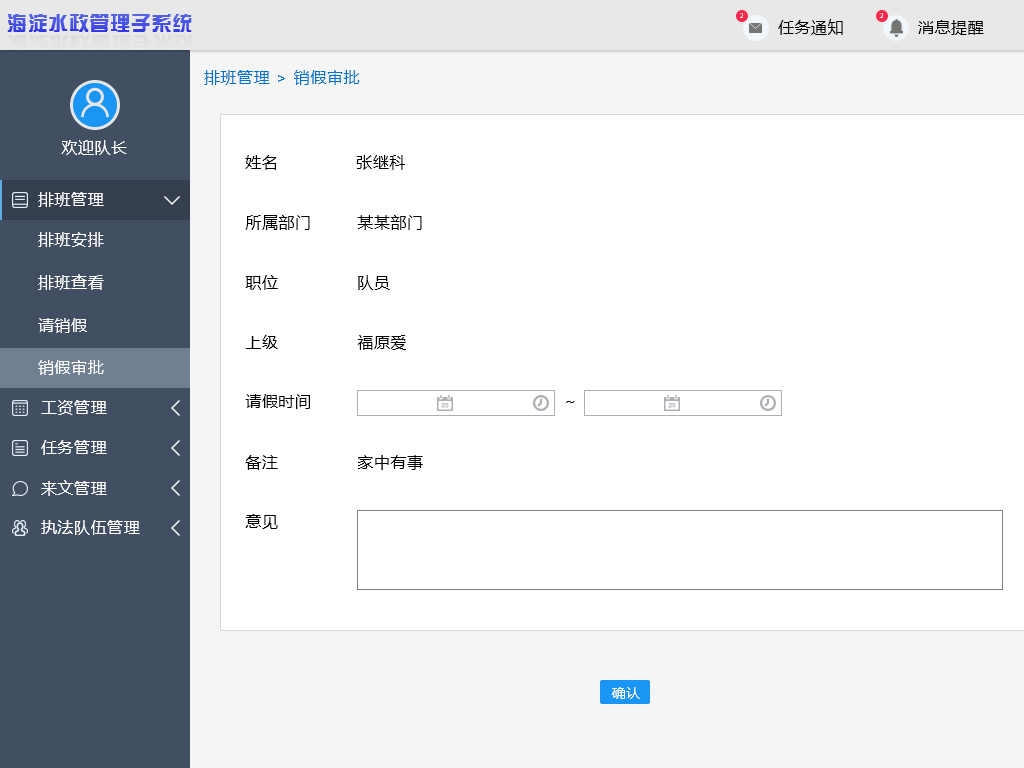 海淀水政管理子系统
2
任务通知
2
消息提醒
排班管理 > 销假审批
欢迎队长
排班管理
排班安排
排班查看
请销假
销假审批
工资管理
任务管理
来文管理
执法队伍管理
姓名 张继科
所属部门 某某部门
职位 队员
上级 福原爱
请假时间 25 ~ 25
备注 家中有事
意见
确认